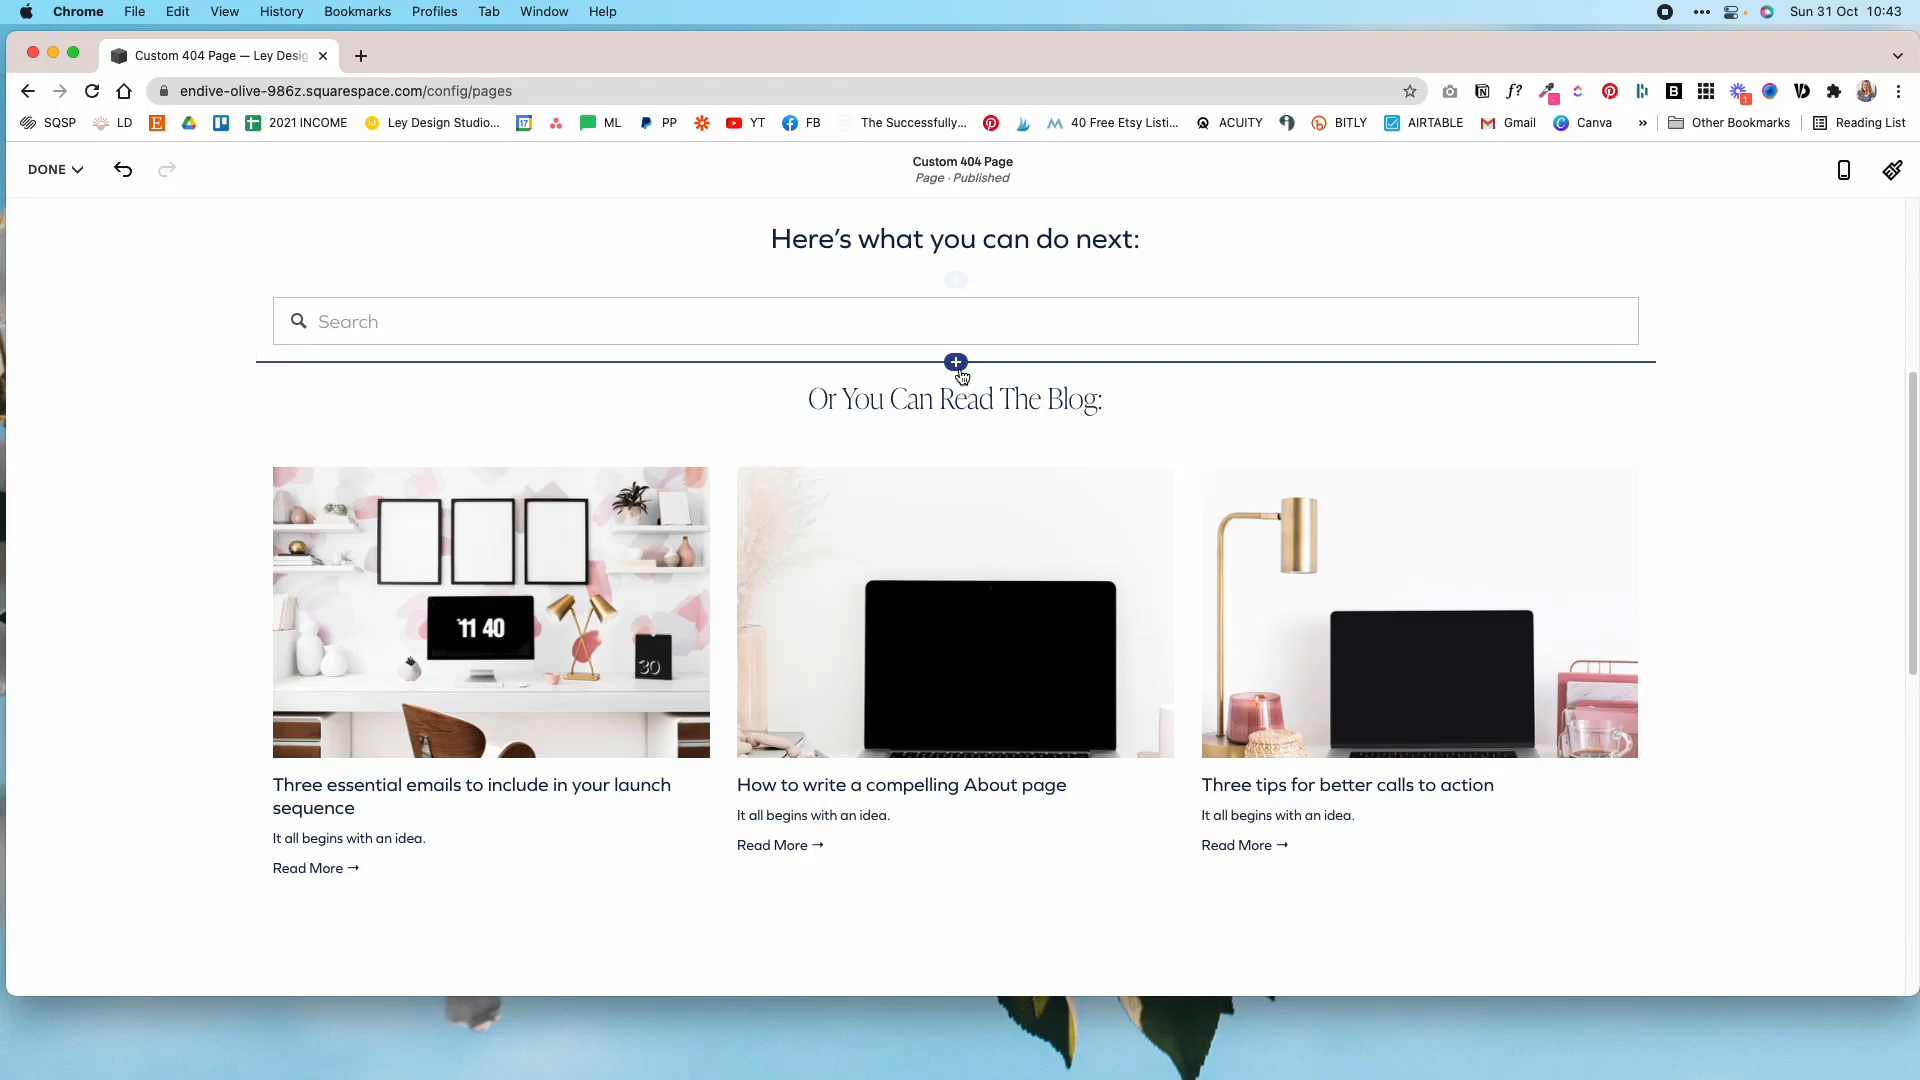 Chrome File Edit View History Bookmarks Profiles Tab Window Help Sun 31 Oct 10:43
Custom 404 Page — Ley Desig
endive-olive-986z.squarespace.com/config/pages
SQSP LD 2021 INCOME Ley Design Studio... 17 ML PP YT FB The Successfully... 40 Free Etsy Listi... ACUITY BITLY AIRTABLE Gmail Canva » Other Bookmarks Reading List
DONE
Custom 404 Page
Page · Published
Here's what you can do next:
Search
Or You Can Read The Blog:
11 40
30
Three essential emails to include in your launch
sequence
It all begins with an idea.
Read More →
How to write a compelling About page
It all begins with an idea.
Read More →
Three tips for better calls to action
It all begins with an idea.
Read More →